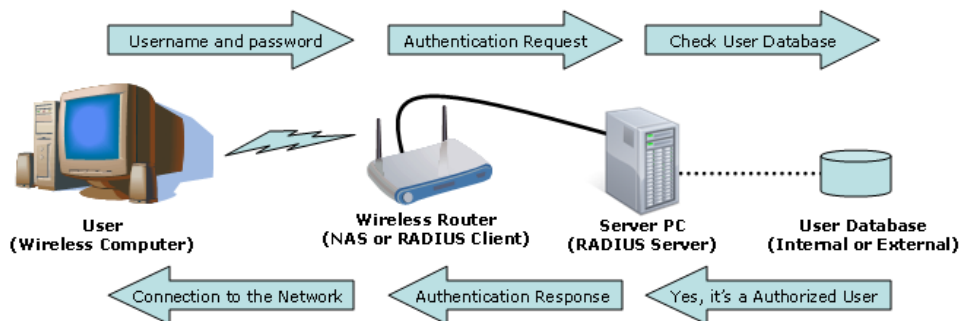 Username and password
Authentication Request
Check User Database
User
(Wireless Computer)
Wireless Router
(NAS or RADIUS Client)
Server PC
(RADIUS Server)
User Database
(Internal or External)
Connection to the Network
Authentication Response
Yes, it's a Authorized User